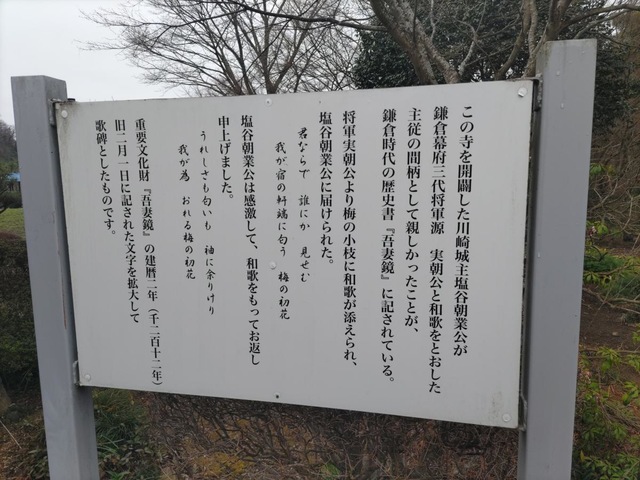 この寺を開闢した川崎城主塩谷朝業公が
鎌倉幕府三代将軍源 実朝公と和歌をとおした
主従の間柄として親しかったことが、
鎌倉時代の歴史書『吾妻鏡』に記されている。
将軍実朝公より梅の小枝に和歌が添えられ、
塩谷朝業公に届けられた。
君ならで 誰にか 見せむ
我が宿の軒端に匂う 梅の初花
塩谷朝業公は感激して、和歌をもってお返し
申上げました。
うれしさも匂いも 袖に余りけり
我が為 おれる梅の初花
重要文化財『吾妻鏡』の建暦二年(千二百十二年)
旧二月一日に記された文字を拡大して
歌碑としたものです。